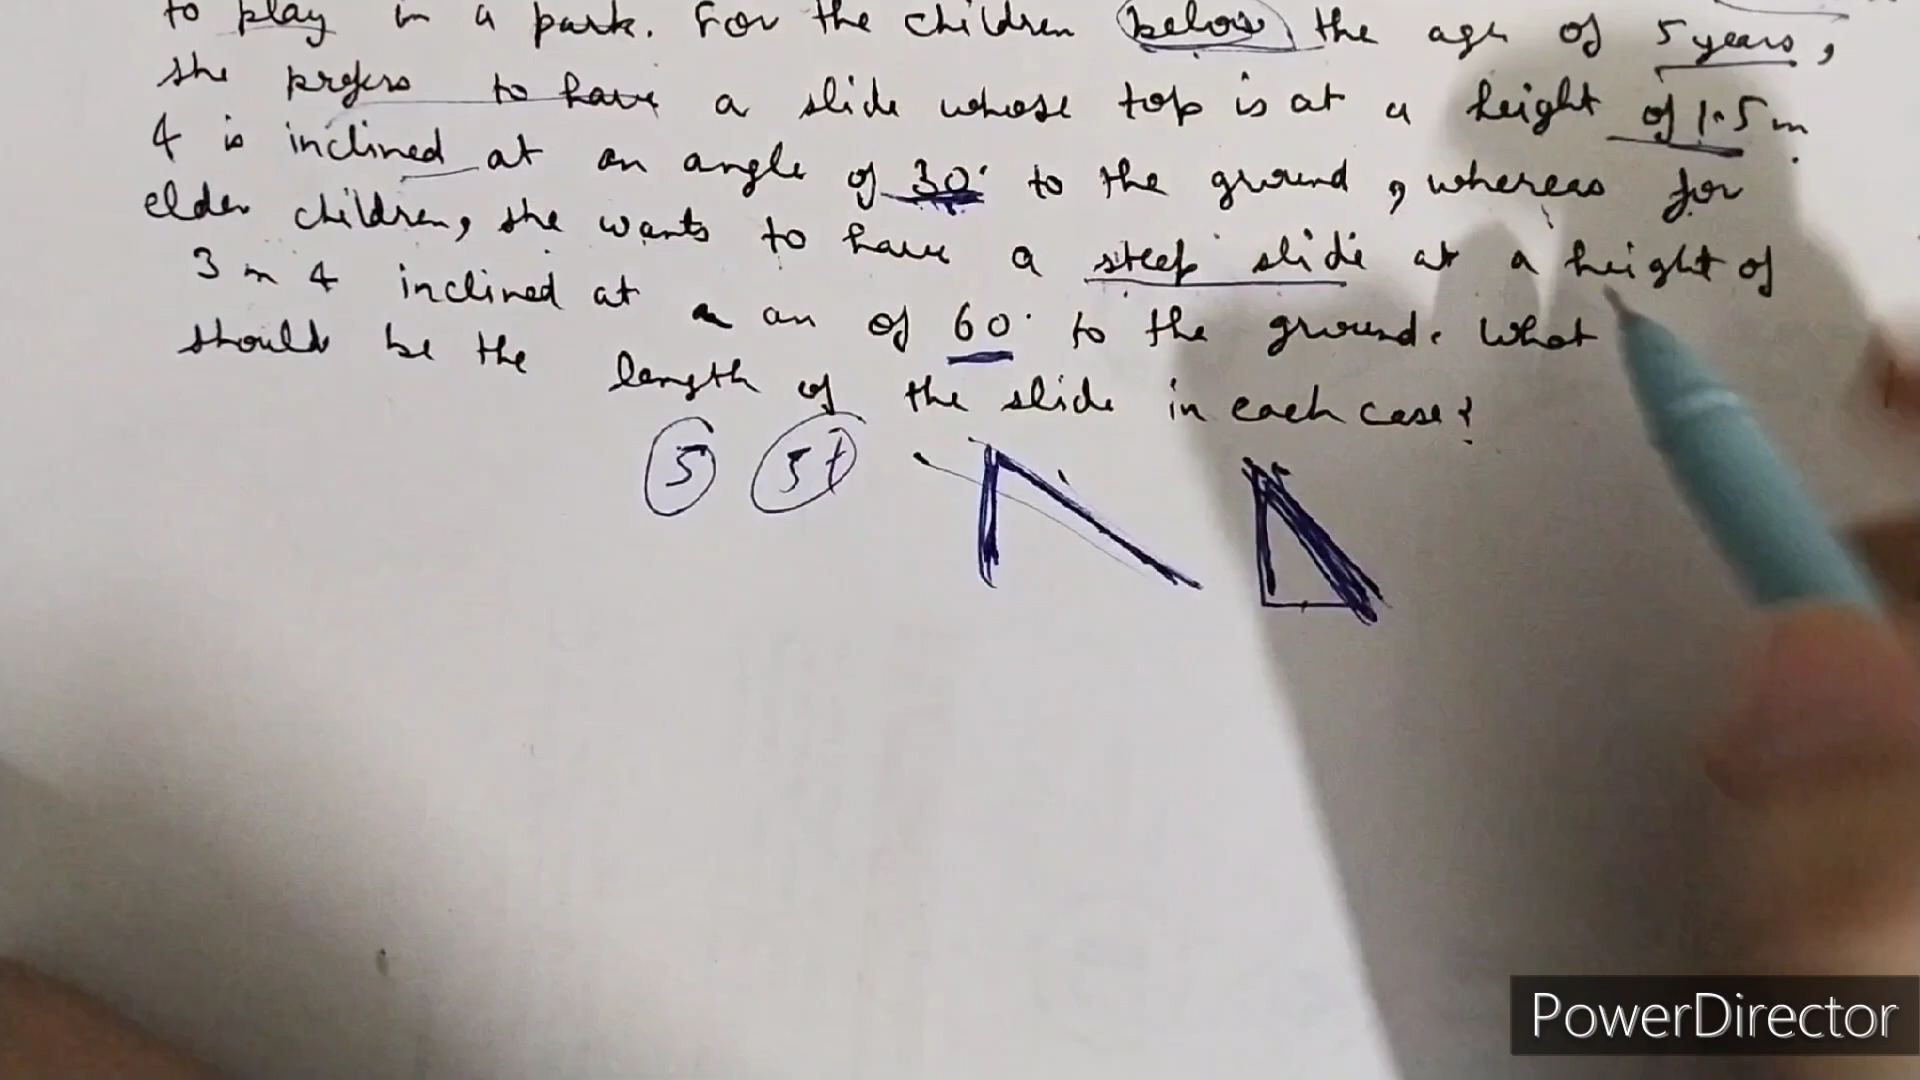 to play in a park. For the children below the age of 5 years,
she prefers to have a slide whose top is at a height of 1.5 m
4 is inclined at an angle of 30° to the ground, whereas for
elder children, she wants to have a steep slide at a height of
3 m 4 inclined at an of 60° to the ground. What
should be the length of the slide in each case?
5 5+
PowerDirector